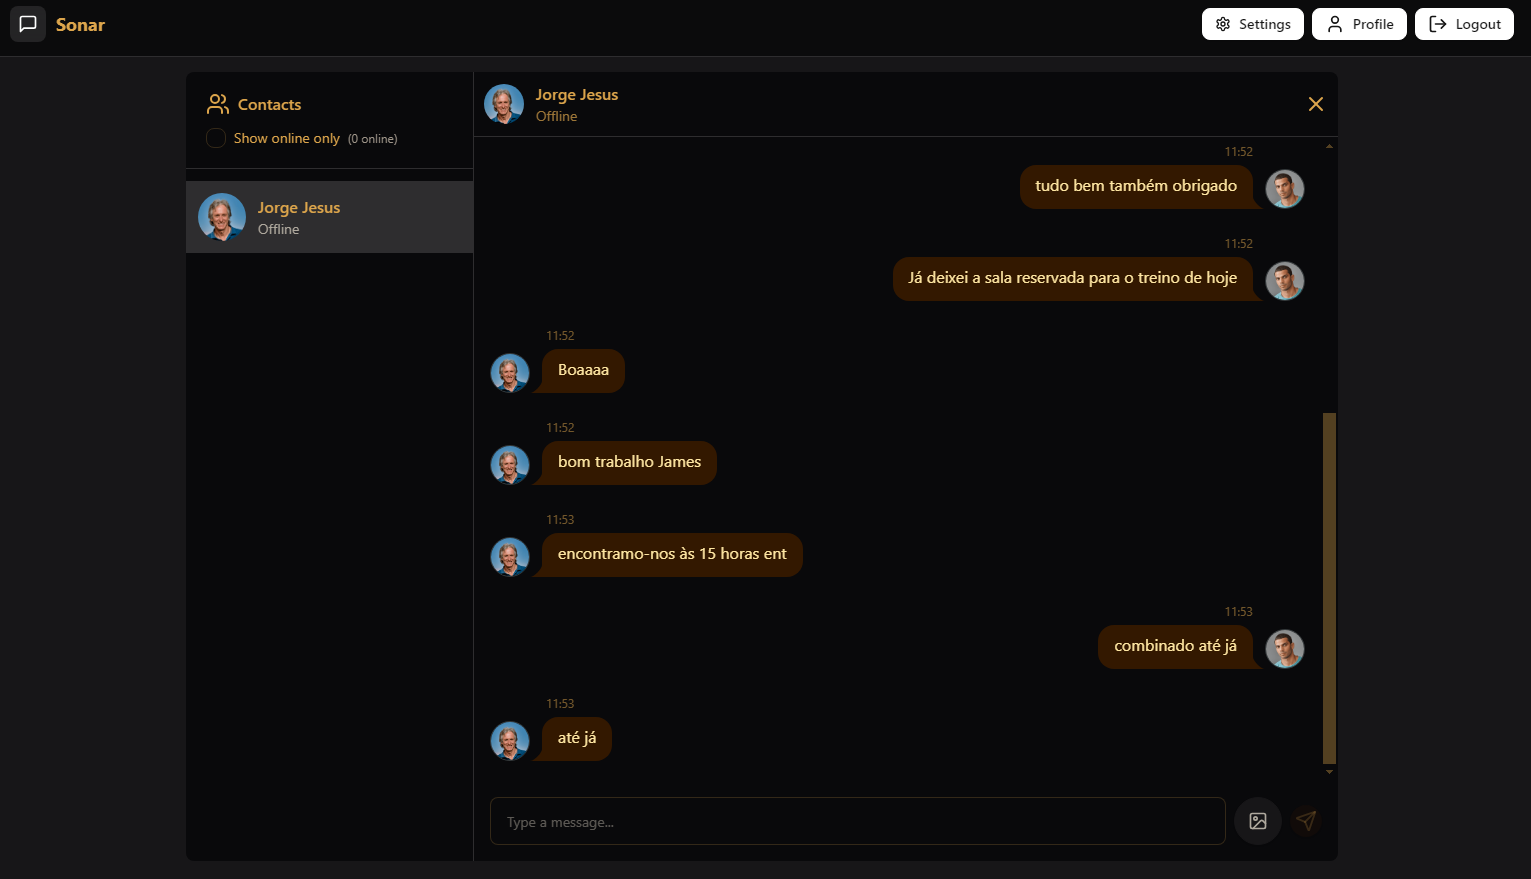 Sonar
Settings
Profile
Logout
Contacts
Show online only (0 online)
Jorge Jesus
Offline
Jorge Jesus
Offline
11:52
tudo bem também obrigado
11:52
Já deixei a sala reservada para o treino de hoje
11:52
Boaaaa
11:52
bom trabalho James
11:53
encontramo-nos às 15 horas ent
11:53
combinado até já
11:53
até já
Type a message...